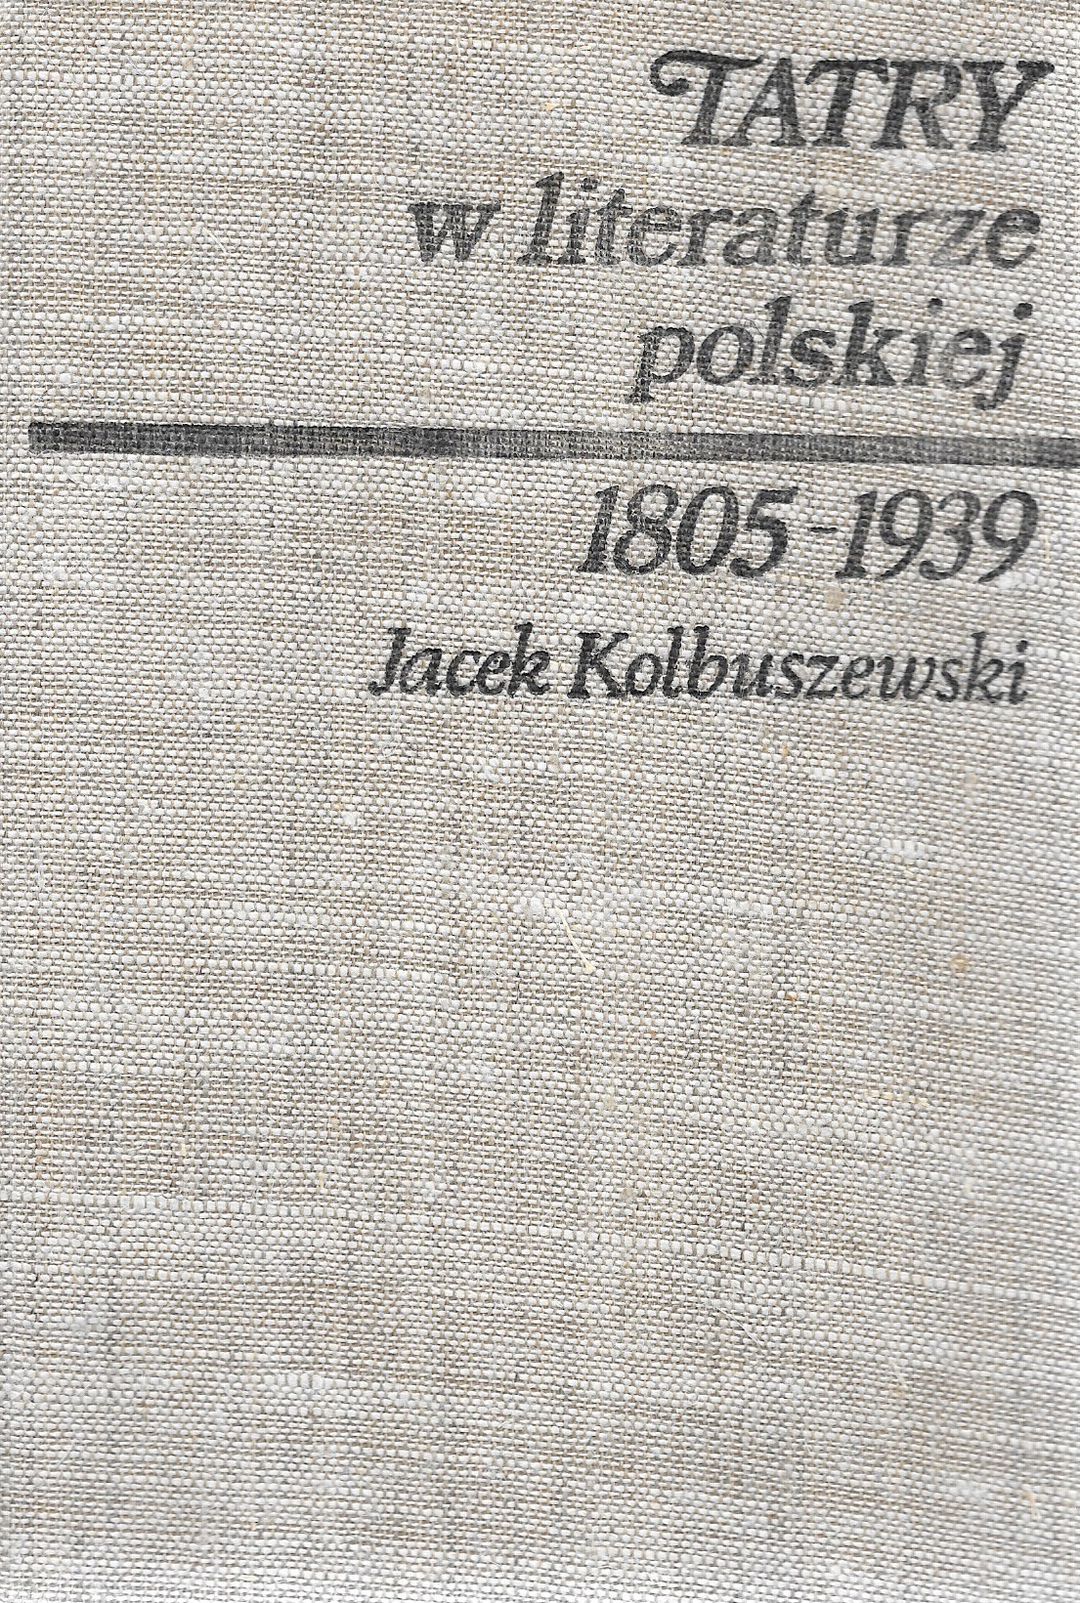 TATRY
w literaturze
polskiej
1805-1939
Jacek Kolbuszewski